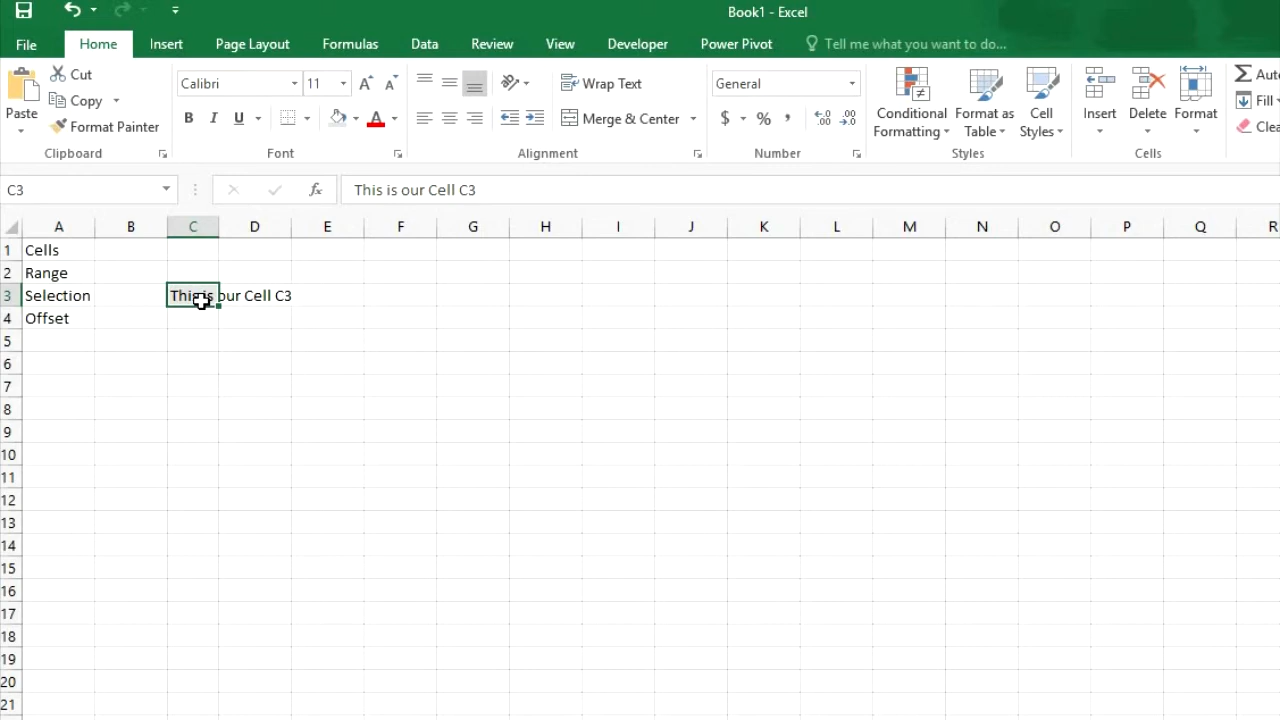 Book1 - Excel
File Home Insert Page Layout Formulas Data Review View Developer Power Pivot Tell me what you want to do...
Paste
Cut
Copy
Format Painter
Clipboard
Calibri 11 A A
B I U A
Font
Wrap Text
Merge & Center
Alignment
General
$ % , .00 .0
Number
Conditional Formatting
Format as Table
Cell Styles
Styles
Insert
Delete
Format
Cells
Σ Auto
Fill
Clea
C3 fx This is our Cell C3
A B C D E F G H I J K L M N O P Q R
1 Cells
2 Range
3 Selection This is our Cell C3
4 Offset
5
6
7
8
9
10
11
12
13
14
15
16
17
18
19
20
21